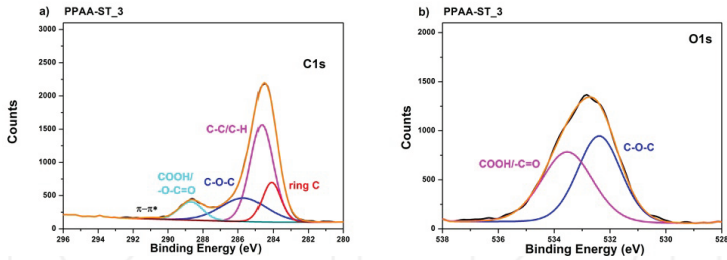 a) PPAA-ST_3
3000
2500
2000
1500
1000
500
0
Counts
C1s
C-C/C-H
COOH/
-O-C=O
C-O-C
ring C
π-π*
296 294 292 290 288 286 284 282 280
Binding Energy (eV)
b) PPAA-ST_3
2000
1500
1000
500
0
Counts
O1s
COOH/-C=O
C-O-C
538 536 534 532 530 528
Binding Energy (eV)